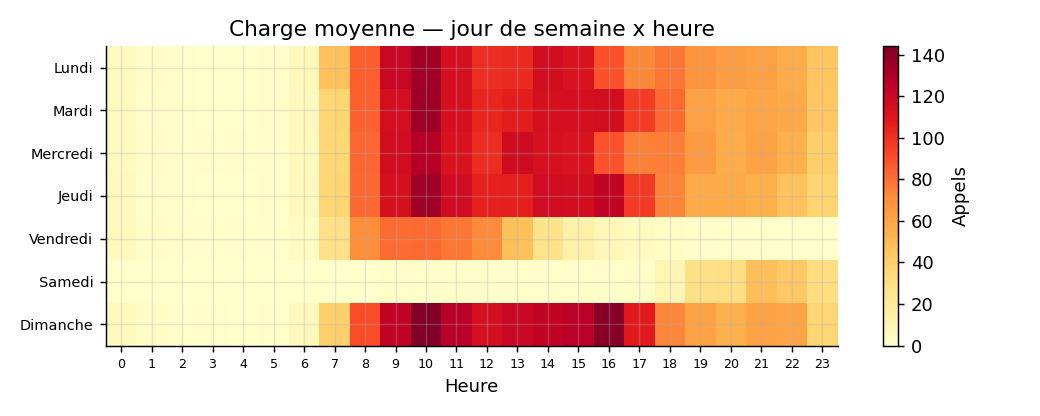 Charge moyenne — jour de semaine x heure
Lundi
Mardi
Mercredi
Jeudi
Vendredi
Samedi
Dimanche
0 1 2 3 4 5 6 7 8 9 10 11 12 13 14 15 16 17 18 19 20 21 22 23
Heure
140
120
100
80
60
40
20
0
Appels